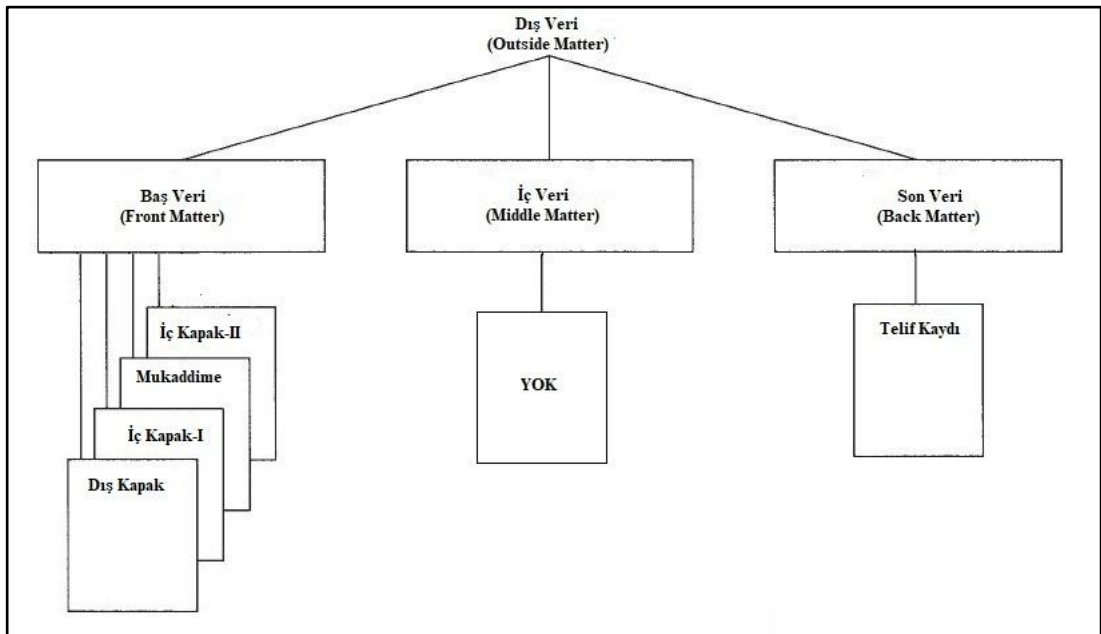 Dış Veri
(Outside Matter)
Baş Veri
(Front Matter)
İç Veri
(Middle Matter)
Son Veri
(Back Matter)
İç Kapak-II
Mukaddime
İç Kapak-I
Dış Kapak
YOK
Telif Kaydı